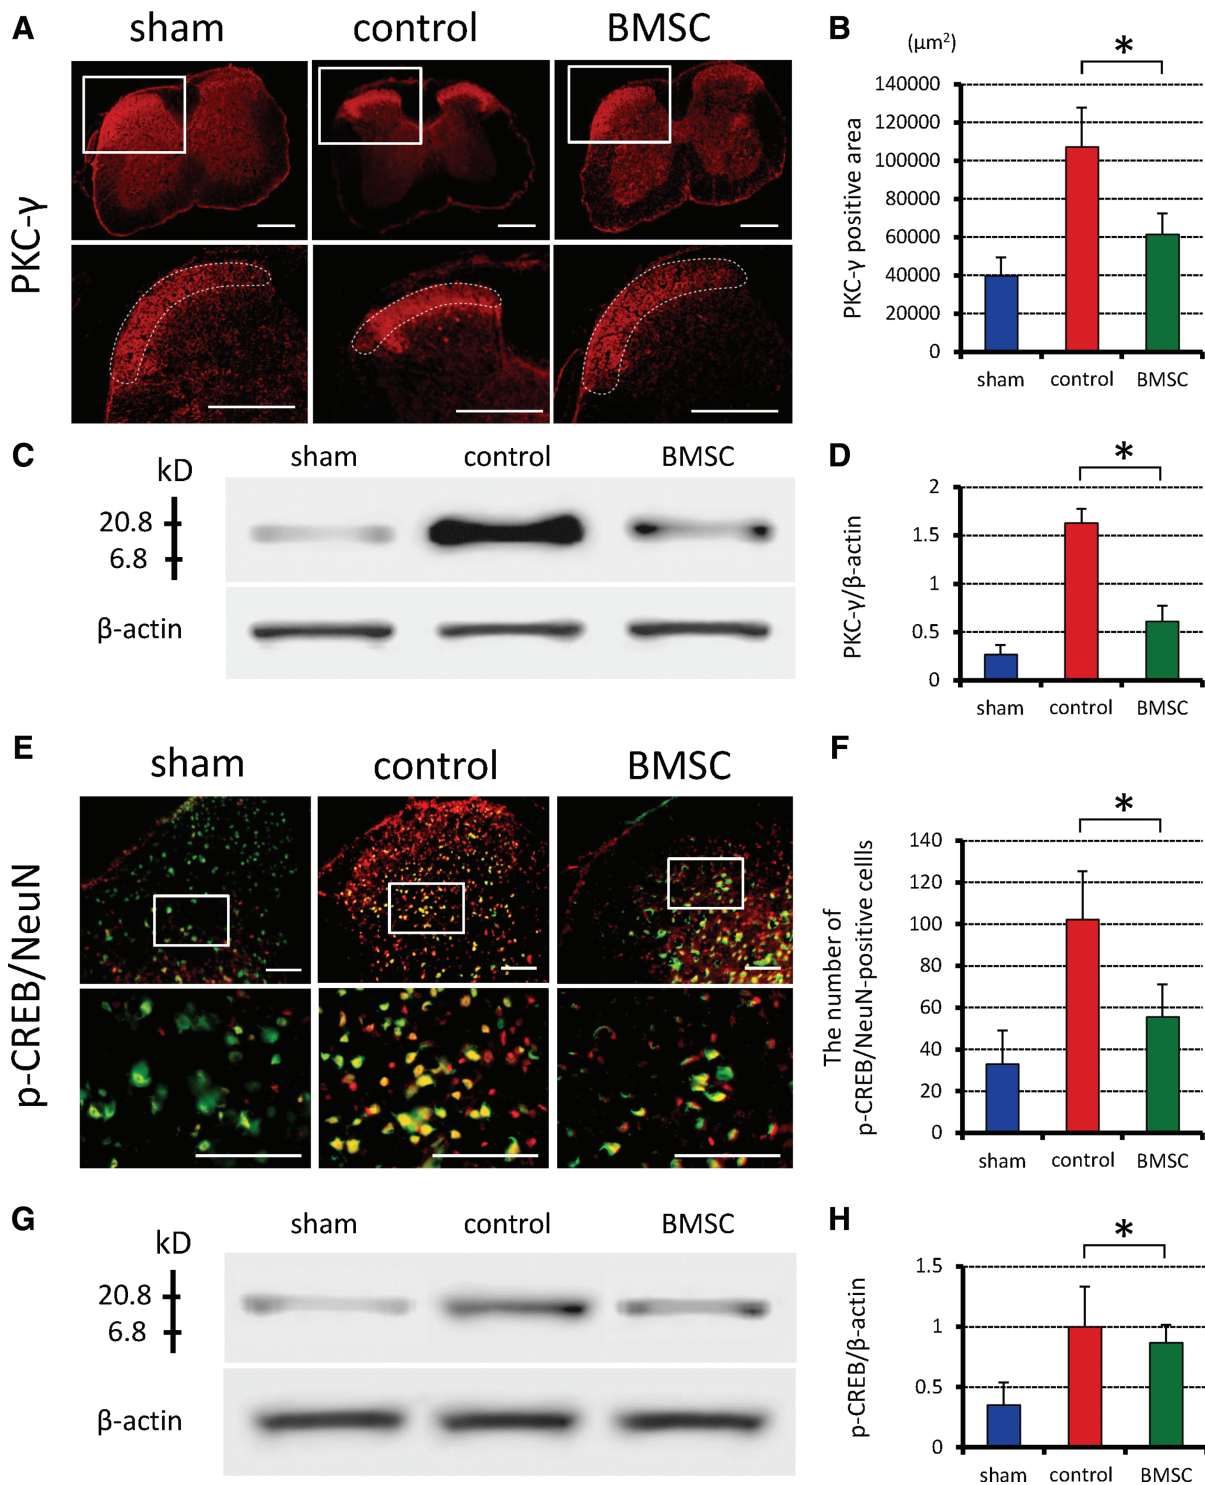 A
sham
control
BMSC
PKC-γ
B
(μm²)
*
140000
120000
100000
80000
60000
40000
20000
0
PKC-γ positive area
sham
control
BMSC
C
kD
sham
control
BMSC
20.8
6.8
β-actin
D
*
2
1.5
1
0.5
0
PKC-γ/β-actin
sham
control
BMSC
E
sham
control
BMSC
p-CREB/NeuN
F
*
140
120
100
80
60
40
20
0
The number of
p-CREB/NeuN-positive cellls
sham
control
BMSC
G
kD
sham
control
BMSC
20.8
6.8
β-actin
H
*
1.5
1
0.5
0
p-CREB/β-actin
sham
control
BMSC